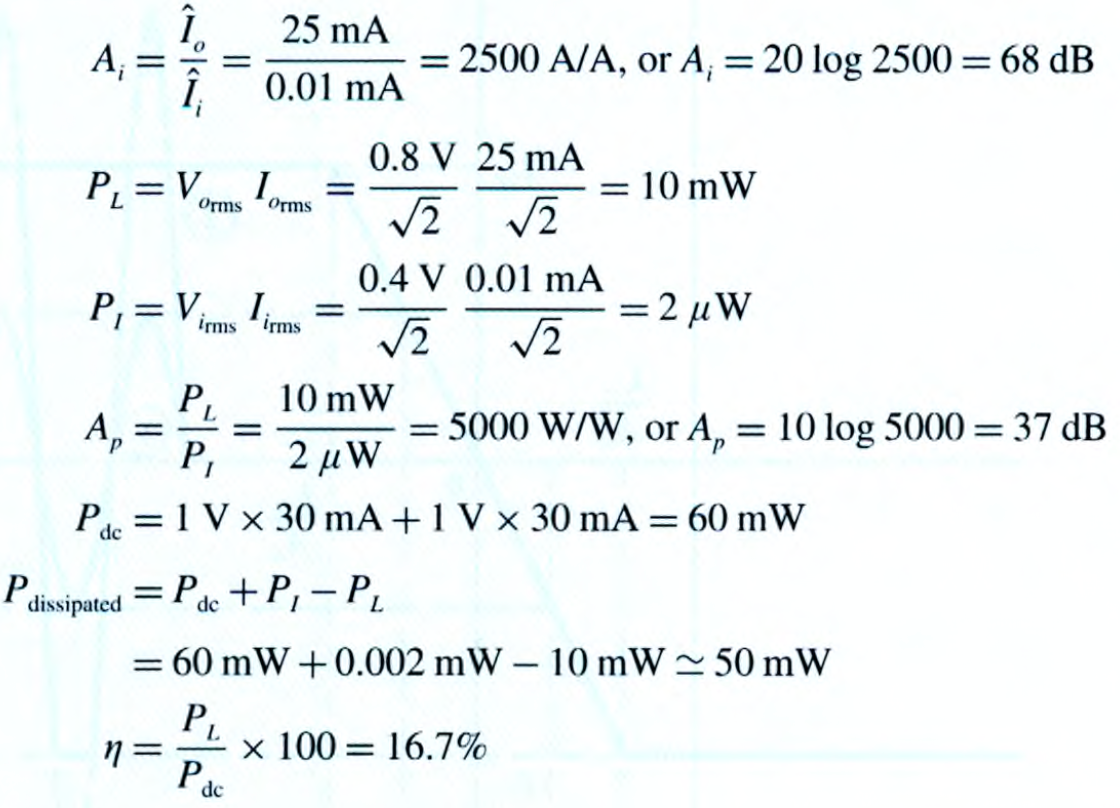 A_i = Î_o / Î_i = 25 mA / 0.01 mA = 2500 A/A, or A_i = 20 log 2500 = 68 dB
P_L = V_orms I_orms = 0.8 V / √2 25 mA / √2 = 10 mW
P_I = V_irms I_irms = 0.4 V / √2 0.01 mA / √2 = 2 μW
A_p = P_L / P_I = 10 mW / 2 μW = 5000 W/W, or A_p = 10 log 5000 = 37 dB
P_dc = 1 V × 30 mA + 1 V × 30 mA = 60 mW
P_dissipated = P_dc + P_I − P_L
= 60 mW + 0.002 mW − 10 mW ≃ 50 mW
η = P_L / P_dc × 100 = 16.7%